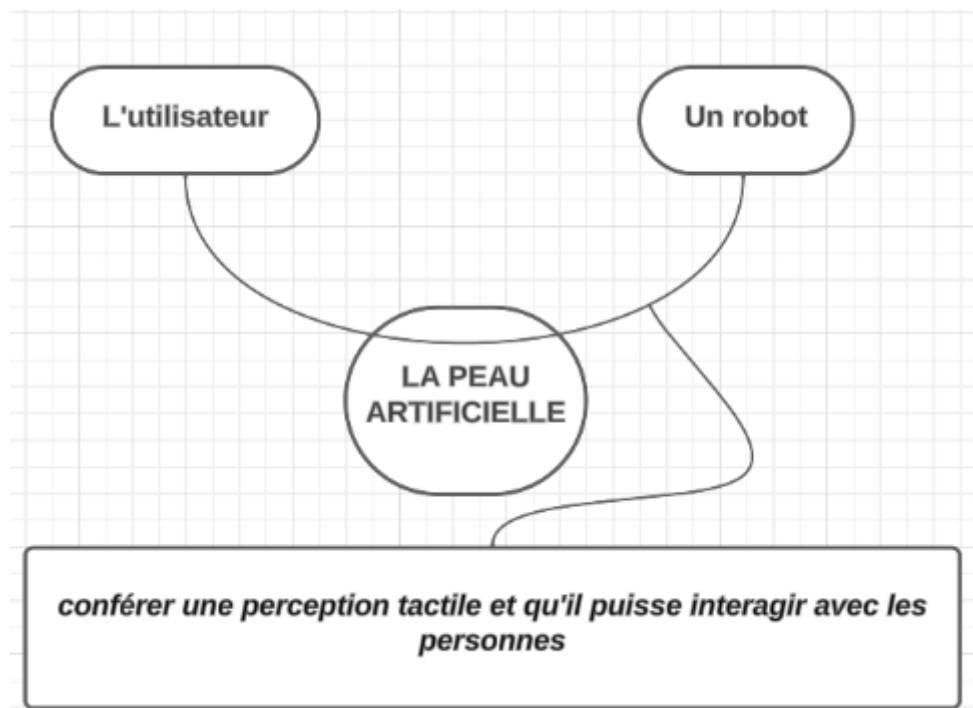 L'utilisateur
Un robot
LA PEAU
ARTIFICIELLE
conférer une perception tactile et qu'il puisse interagir avec les
personnes